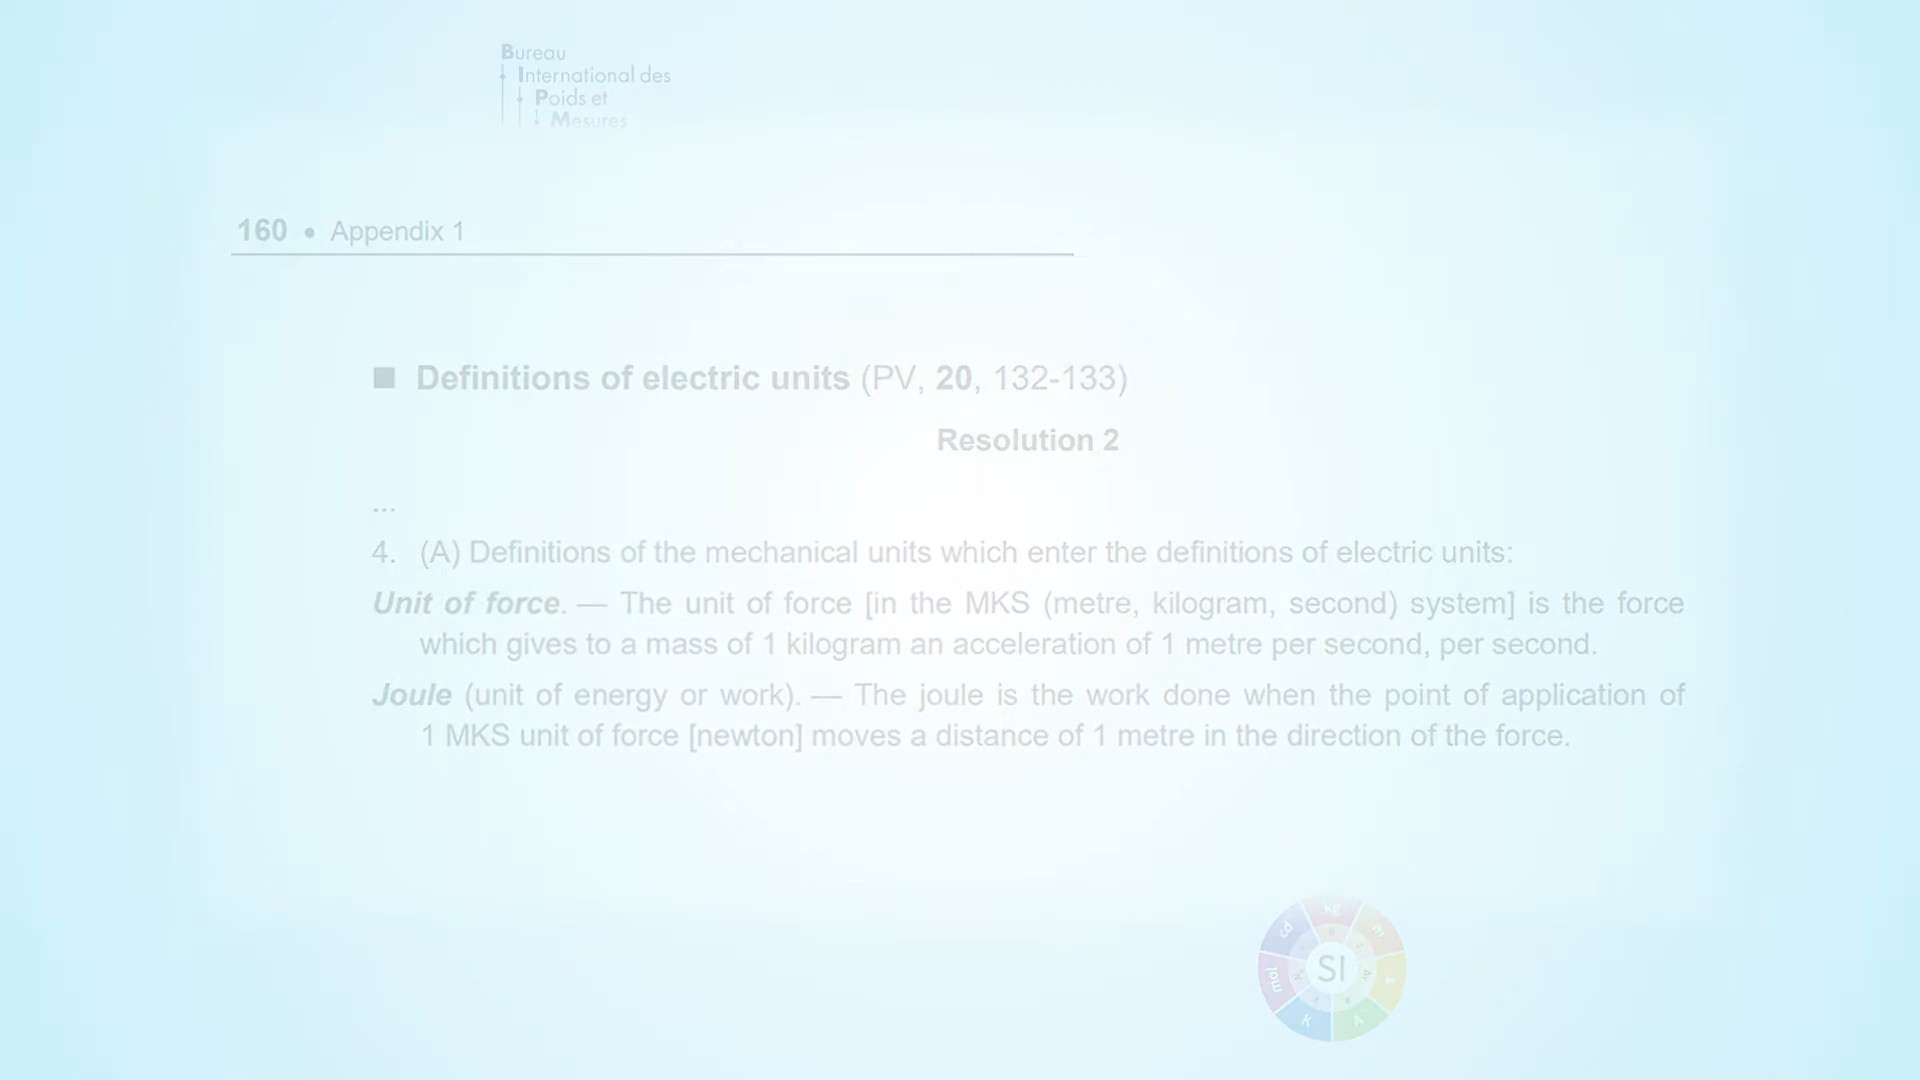 Bureau
International des
Poids et
Mesures
160 • Appendix 1
■ Definitions of electric units (PV, 20, 132-133)
Resolution 2
...
4. (A) Definitions of the mechanical units which enter the definitions of electric units:
Unit of force. — The unit of force [in the MKS (metre, kilogram, second) system] is the force
which gives to a mass of 1 kilogram an acceleration of 1 metre per second, per second.
Joule (unit of energy or work). — The joule is the work done when the point of application of
1 MKS unit of force [newton] moves a distance of 1 metre in the direction of the force.
kg
cd
m
SI
mol
s
K
A